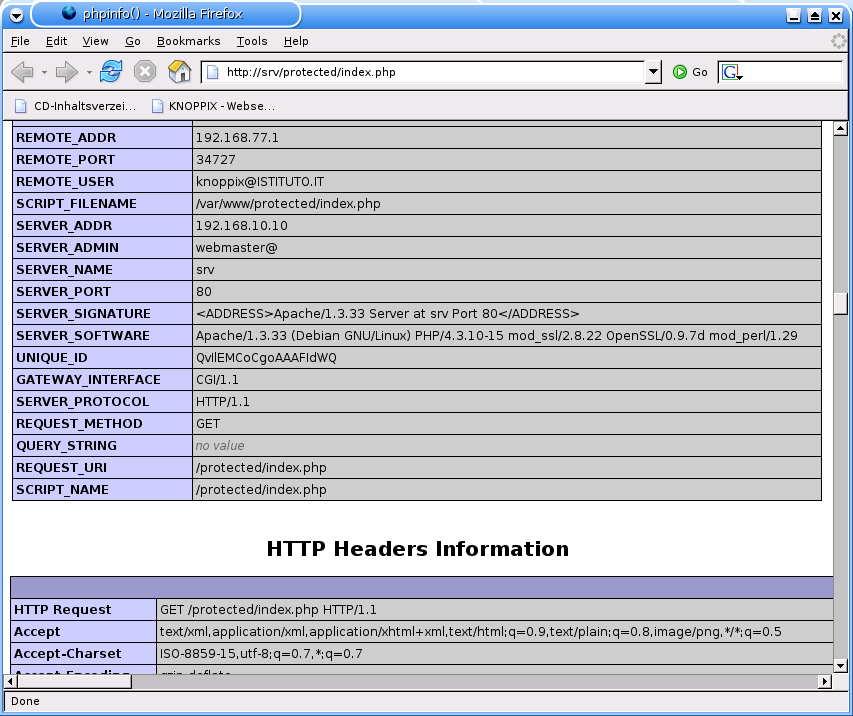 phpinfo() - Mozilla Firefox
File Edit View Go Bookmarks Tools Help
http://srv/protected/index.php Go G
CD-Inhaltsverzei... KNOPPIX - Webse...
REMOTE_ADDR 192.168.77.1
REMOTE_PORT 34727
REMOTE_USER knoppix@ISTITUTO.IT
SCRIPT_FILENAME /var/www/protected/index.php
SERVER_ADDR 192.168.10.10
SERVER_ADMIN webmaster@
SERVER_NAME srv
SERVER_PORT 80
SERVER_SIGNATURE <ADDRESS>Apache/1.3.33 Server at srv Port 80</ADDRESS>
SERVER_SOFTWARE Apache/1.3.33 (Debian GNU/Linux) PHP/4.3.10-15 mod_ssl/2.8.22 OpenSSL/0.9.7d mod_perl/1.29
UNIQUE_ID QvIlEMCoCgoAAAFIdWQ
GATEWAY_INTERFACE CGI/1.1
SERVER_PROTOCOL HTTP/1.1
REQUEST_METHOD GET
QUERY_STRING no value
REQUEST_URI /protected/index.php
SCRIPT_NAME /protected/index.php
HTTP Headers Information
HTTP Request GET /protected/index.php HTTP/1.1
Accept text/xml,application/xml,application/xhtml+xml,text/html;q=0.9,text/plain;q=0.8,image/png,*/*;q=0.5
Accept-Charset ISO-8859-15,utf-8;q=0.7,*;q=0.7
Accept-Encoding gzip,deflate
Done